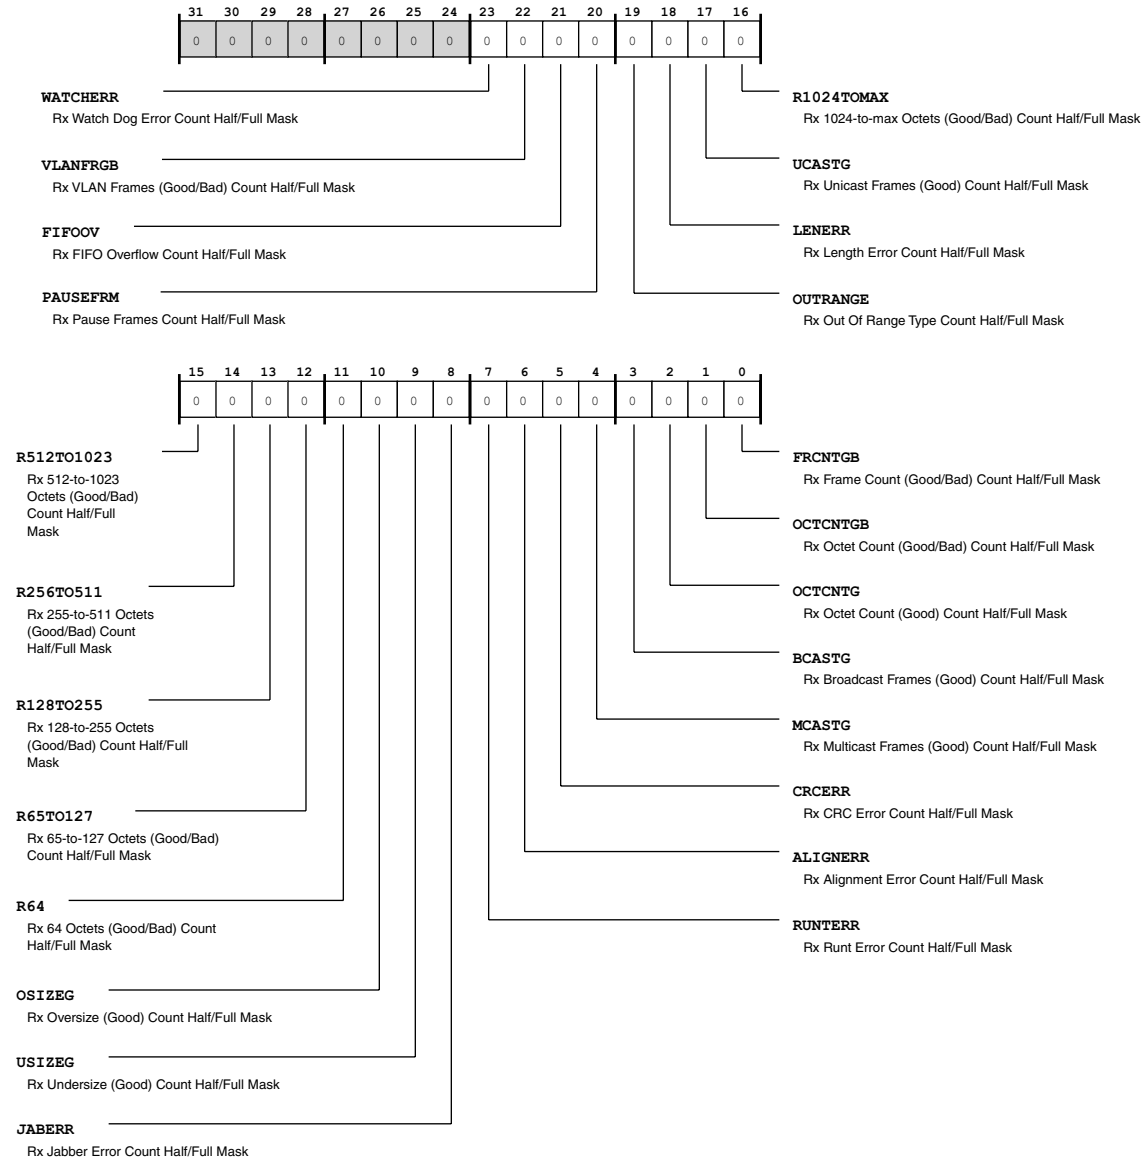 31 30 29 28 27 26 25 24 23 22 21 20 19 18 17 16
0 0 0 0 0 0 0 0 0 0 0 0 0 0 0 0
WATCHERR
Rx Watch Dog Error Count Half/Full Mask
VLANFRGB
Rx VLAN Frames (Good/Bad) Count Half/Full Mask
FIFOOV
Rx FIFO Overflow Count Half/Full Mask
PAUSEFRM
Rx Pause Frames Count Half/Full Mask
R1024TOMAX
Rx 1024-to-max Octets (Good/Bad) Count Half/Full Mask
UCASTG
Rx Unicast Frames (Good) Count Half/Full Mask
LENERR
Rx Length Error Count Half/Full Mask
OUTRANGE
Rx Out Of Range Type Count Half/Full Mask
15 14 13 12 11 10 9 8 7 6 5 4 3 2 1 0
0 0 0 0 0 0 0 0 0 0 0 0 0 0 0 0
R512TO1023
Rx 512-to-1023
Octets (Good/Bad)
Count Half/Full
Mask
R256TO511
Rx 255-to-511 Octets
(Good/Bad) Count
Half/Full Mask
R128TO255
Rx 128-to-255 Octets
(Good/Bad) Count Half/Full
Mask
R65TO127
Rx 65-to-127 Octets (Good/Bad)
Count Half/Full Mask
R64
Rx 64 Octets (Good/Bad) Count
Half/Full Mask
OSIZEG
Rx Oversize (Good) Count Half/Full Mask
USIZEG
Rx Undersize (Good) Count Half/Full Mask
JABERR
Rx Jabber Error Count Half/Full Mask
FRCNTGB
Rx Frame Count (Good/Bad) Count Half/Full Mask
OCTCNTGB
Rx Octet Count (Good/Bad) Count Half/Full Mask
OCTCNTG
Rx Octet Count (Good) Count Half/Full Mask
BCASTG
Rx Broadcast Frames (Good) Count Half/Full Mask
MCASTG
Rx Multicast Frames (Good) Count Half/Full Mask
CRCERR
Rx CRC Error Count Half/Full Mask
ALIGNERR
Rx Alignment Error Count Half/Full Mask
RUNTERR
Rx Runt Error Count Half/Full Mask